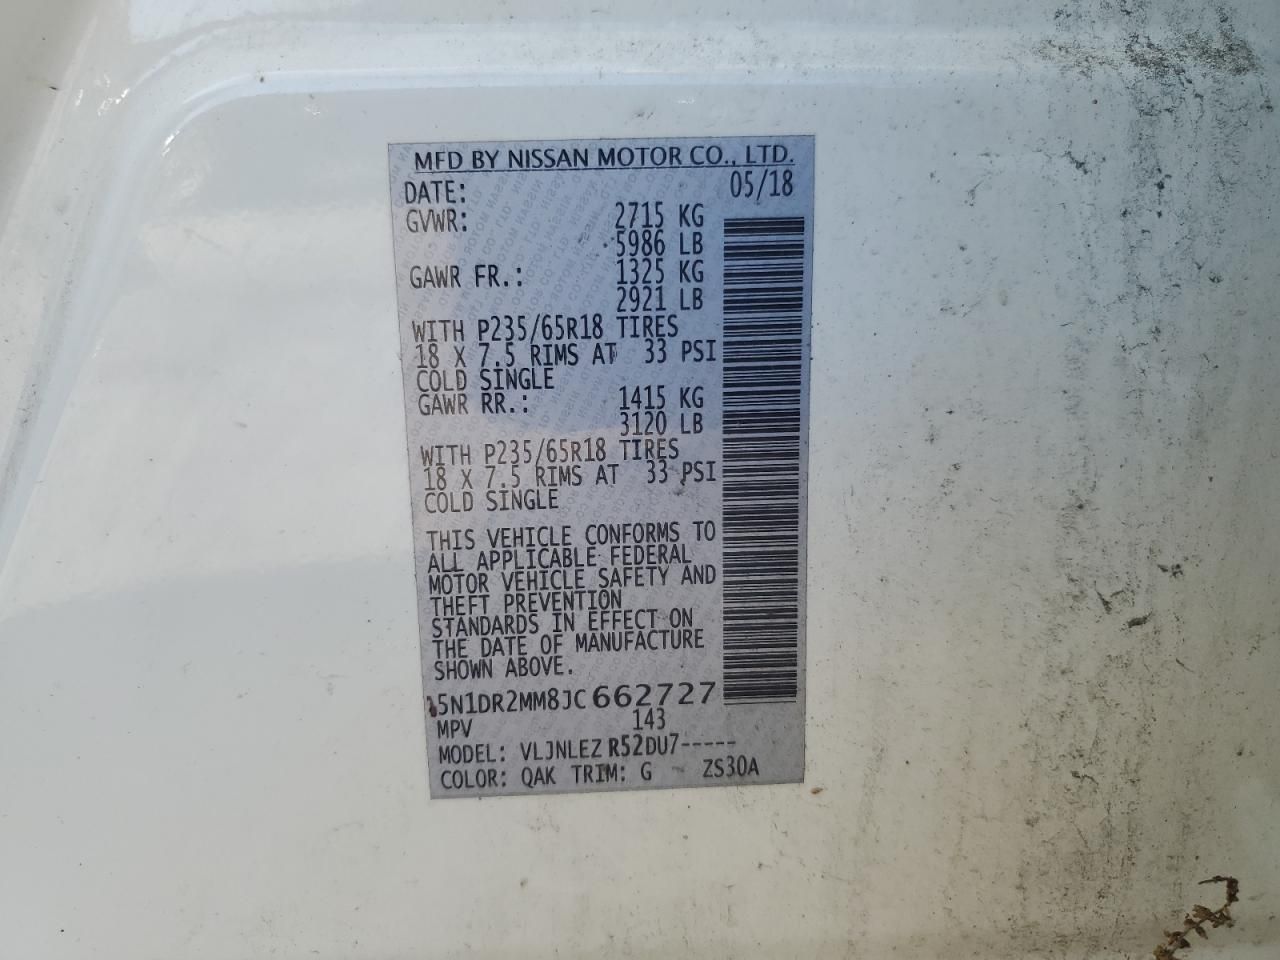 MFD BY NISSAN MOTOR CO., LTD.
DATE: 05/18
GVWR: 2715 KG
5986 LB
GAWR FR.: 1325 KG
2921 LB
WITH P235/65R18 TIRES
18 X 7.5 RIMS AT 33 PSI
COLD SINGLE
GAWR RR.: 1415 KG
3120 LB
WITH P235/65R18 TIRES
18 X 7.5 RIMS AT 33 PSI
COLD SINGLE
THIS VEHICLE CONFORMS TO
ALL APPLICABLE FEDERAL
MOTOR VEHICLE SAFETY AND
THEFT PREVENTION
STANDARDS IN EFFECT ON
THE DATE OF MANUFACTURE
SHOWN ABOVE.
5N1DR2MM8JC662727
MPV 143
MODEL: VLJNLEZ R52DU7-----
COLOR: QAK TRIM: G ZS30A